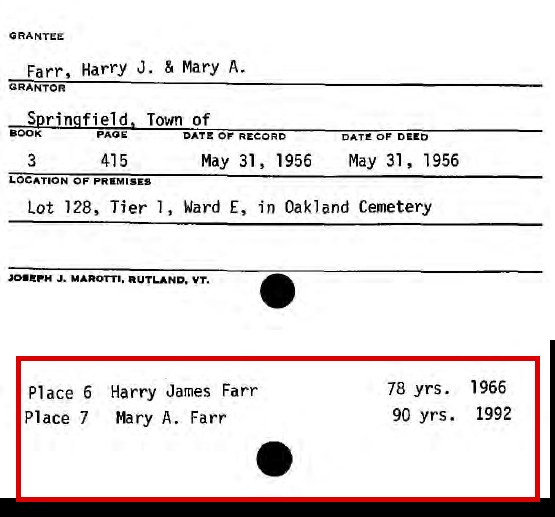 GRANTEE
Farr, Harry J. & Mary A.
GRANTOR
Springfield, Town of
BOOK PAGE DATE OF RECORD DATE OF DEED
3 415 May 31, 1956 May 31, 1956
LOCATION OF PREMISES
Lot 128, Tier 1, Ward E, in Oakland Cemetery
JOSEPH J. MAROTTI, RUTLAND, VT.
Place 6 Harry James Farr 78 yrs. 1966
Place 7 Mary A. Farr 90 yrs. 1992